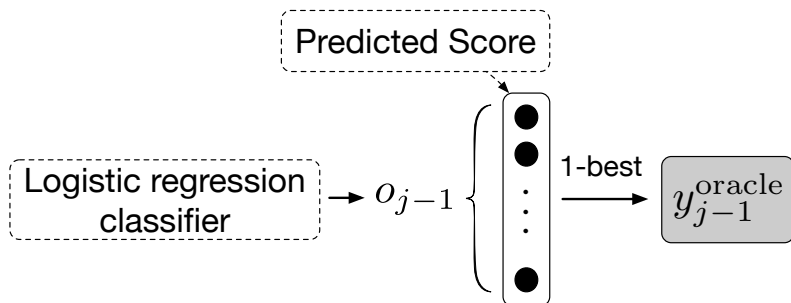 Predicted Score
Logistic regression
classifier
o_{j-1}
1-best
y_{j-1}^{oracle}